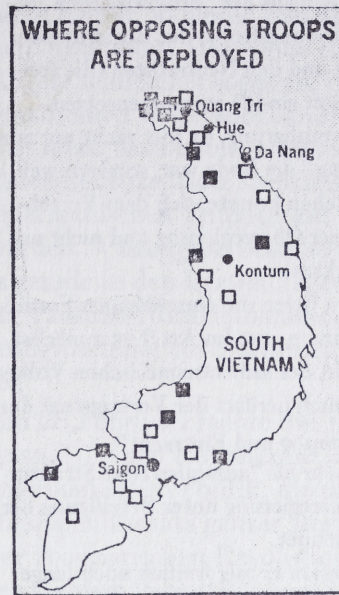 WHERE OPPOSING TROOPS
ARE DEPLOYED
Quang Tri
Hue
Da Nang
Kontum
SOUTH
VIETNAM
Saigon